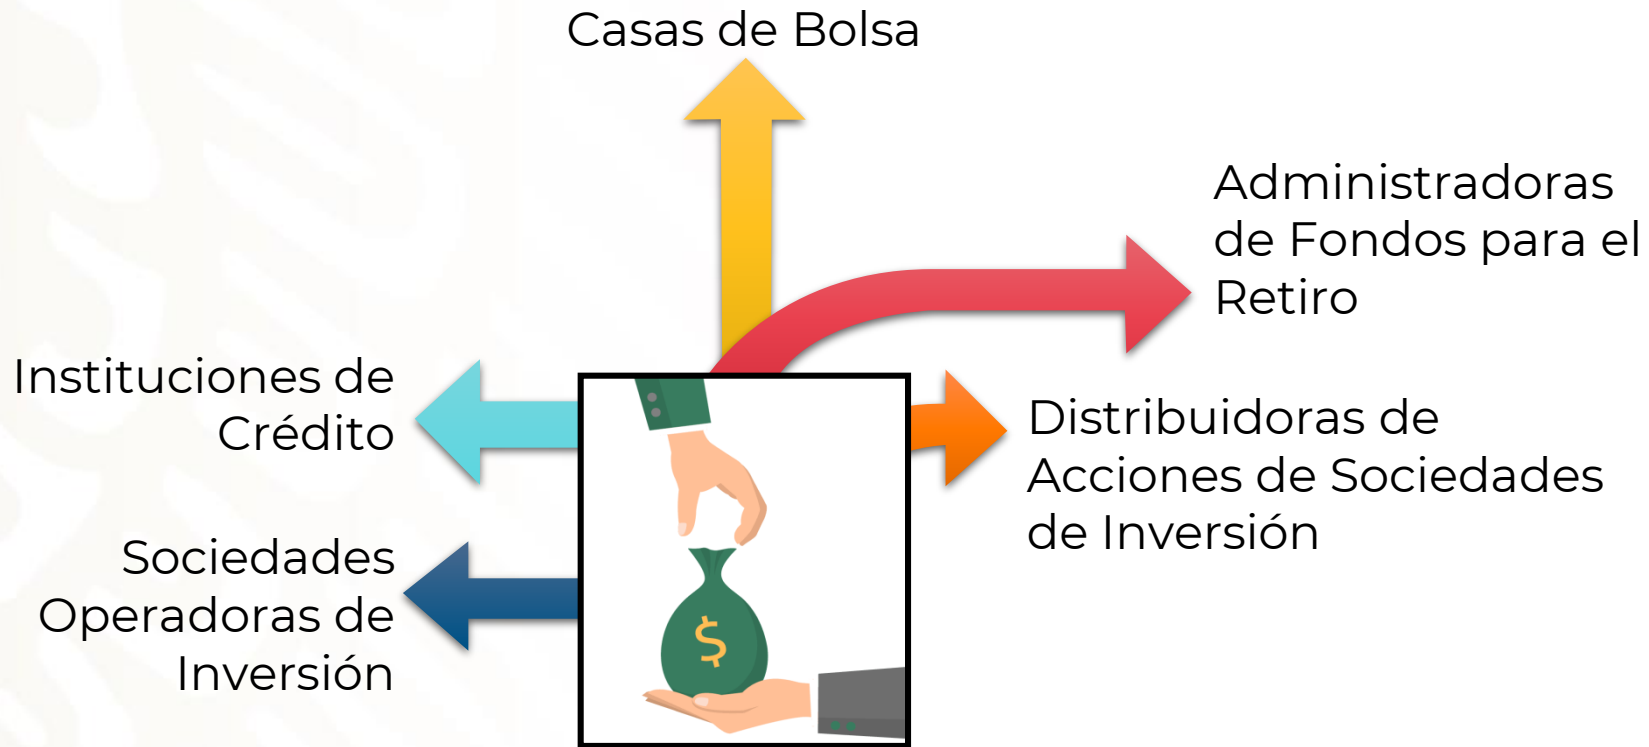 Casas de Bolsa
Administradoras
de Fondos para el
Retiro
Instituciones de
Crédito
Distribuidoras de
Acciones de Sociedades
de Inversión
Sociedades
Operadoras de
Inversión
$